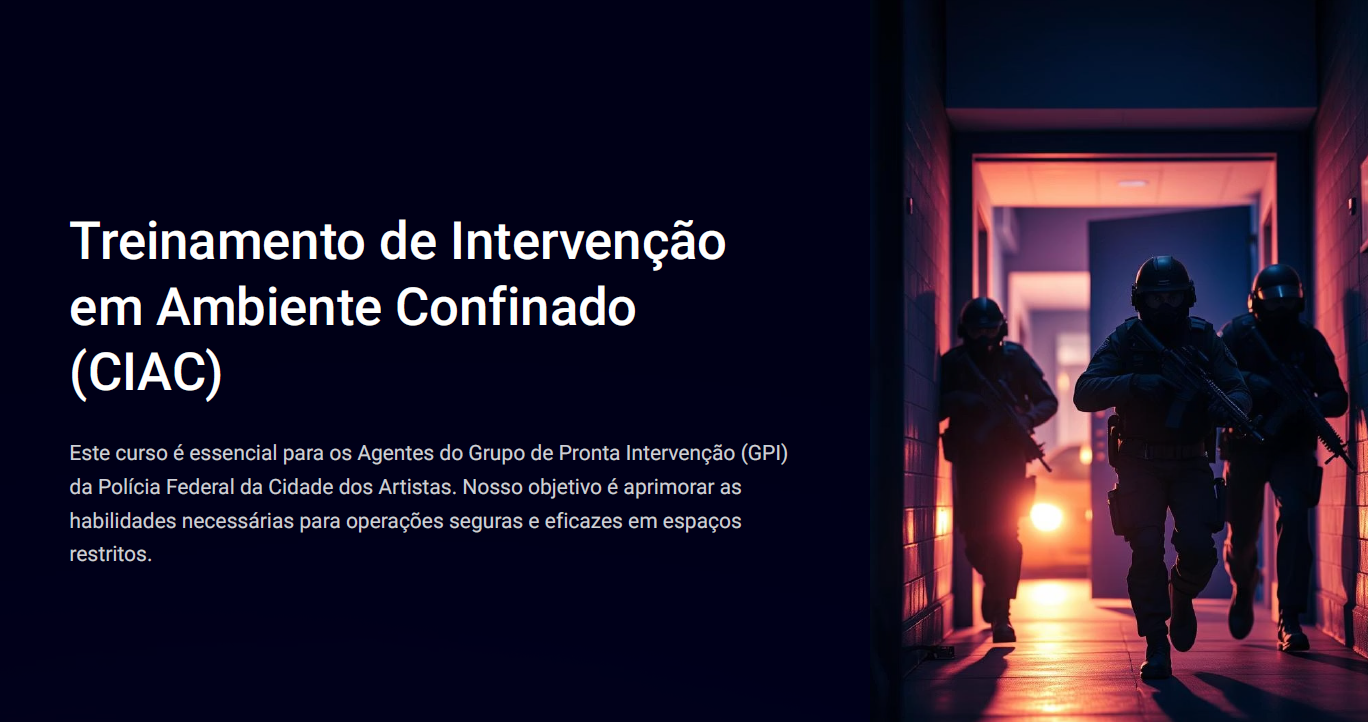 Treinamento de Intervenção
em Ambiente Confinado
(CIAC)
Este curso é essencial para os Agentes do Grupo de Pronta Intervenção (GPI)
da Polícia Federal da Cidade dos Artistas. Nosso objetivo é aprimorar as
habilidades necessárias para operações seguras e eficazes em espaços
restritos.